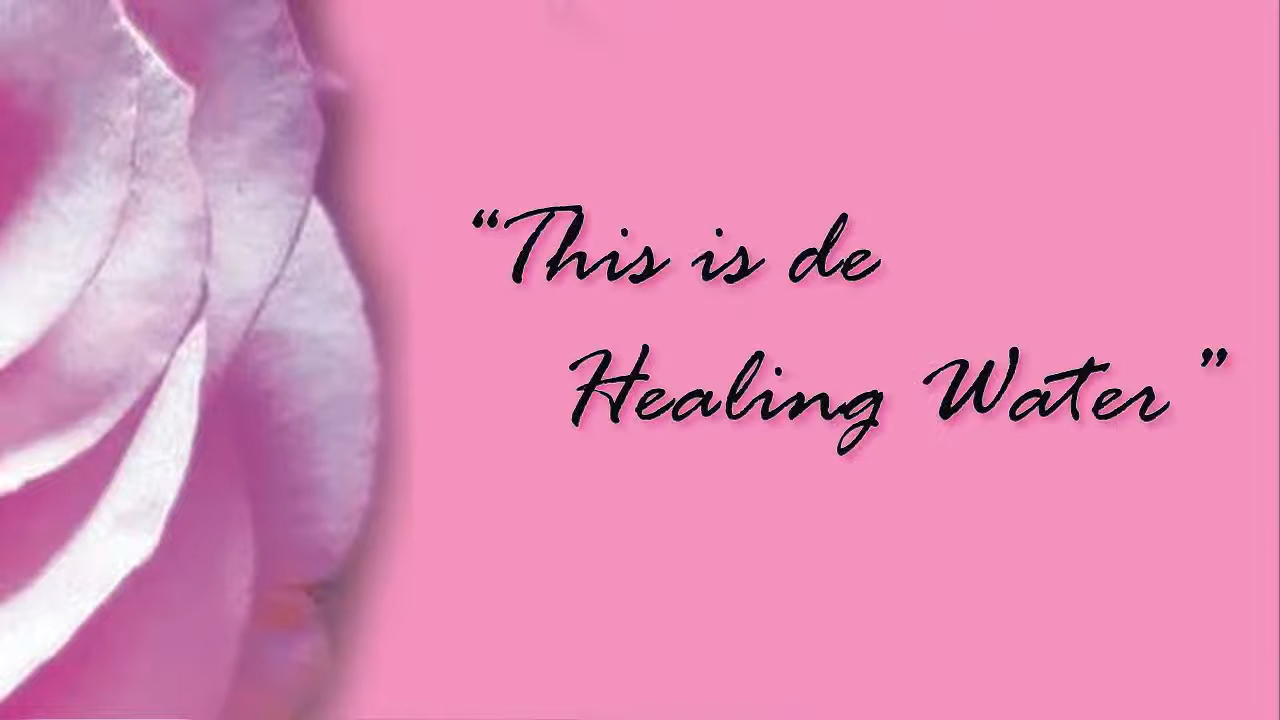 “This is de
Healing Water ”